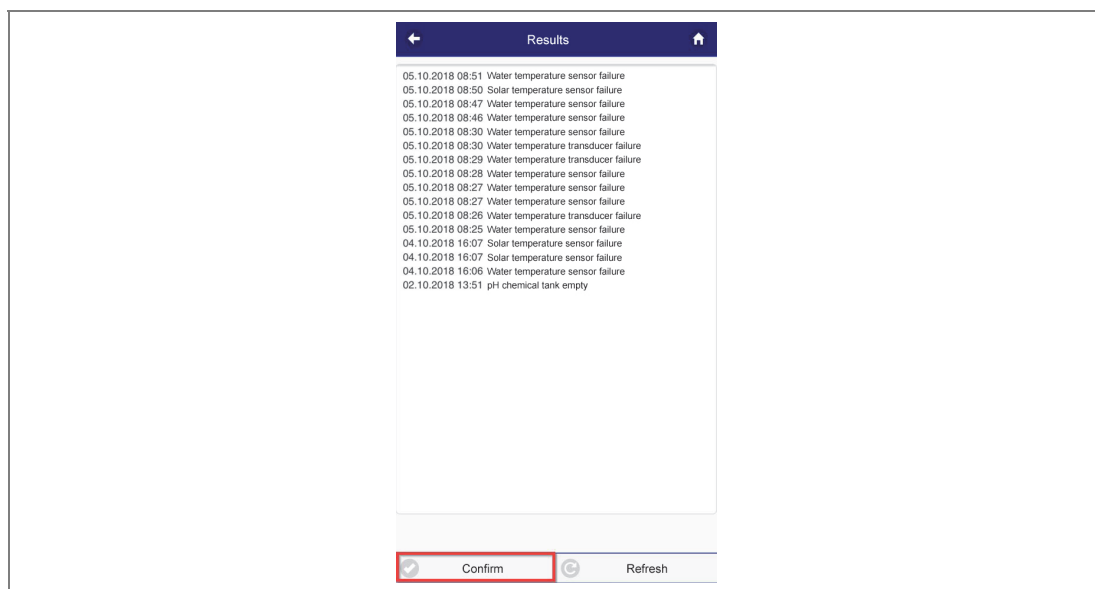 Results
05.10.2018 08:51 Water temperature sensor failure
05.10.2018 08:50 Solar temperature sensor failure
05.10.2018 08:47 Water temperature sensor failure
05.10.2018 08:46 Water temperature sensor failure
05.10.2018 08:30 Water temperature sensor failure
05.10.2018 08:30 Water temperature transducer failure
05.10.2018 08:29 Water temperature transducer failure
05.10.2018 08:28 Water temperature sensor failure
05.10.2018 08:27 Water temperature sensor failure
05.10.2018 08:27 Water temperature sensor failure
05.10.2018 08:26 Water temperature transducer failure
05.10.2018 08:25 Water temperature sensor failure
04.10.2018 16:07 Solar temperature sensor failure
04.10.2018 16:07 Solar temperature sensor failure
04.10.2018 16:06 Water temperature sensor failure
02.10.2018 13:51 pH chemical tank empty
Confirm Refresh